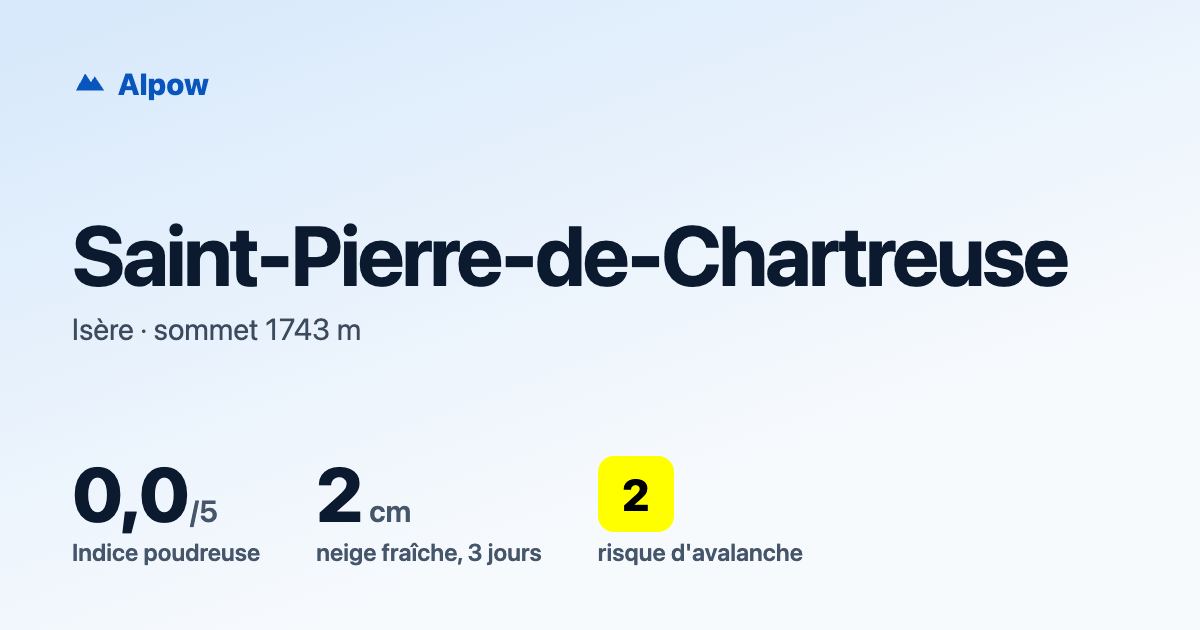 Alpow
Saint-Pierre-de-Chartreuse
Isère · sommet 1743 m
0,0/5
Indice poudreuse
2 cm
neige fraîche, 3 jours
2
risque d'avalanche